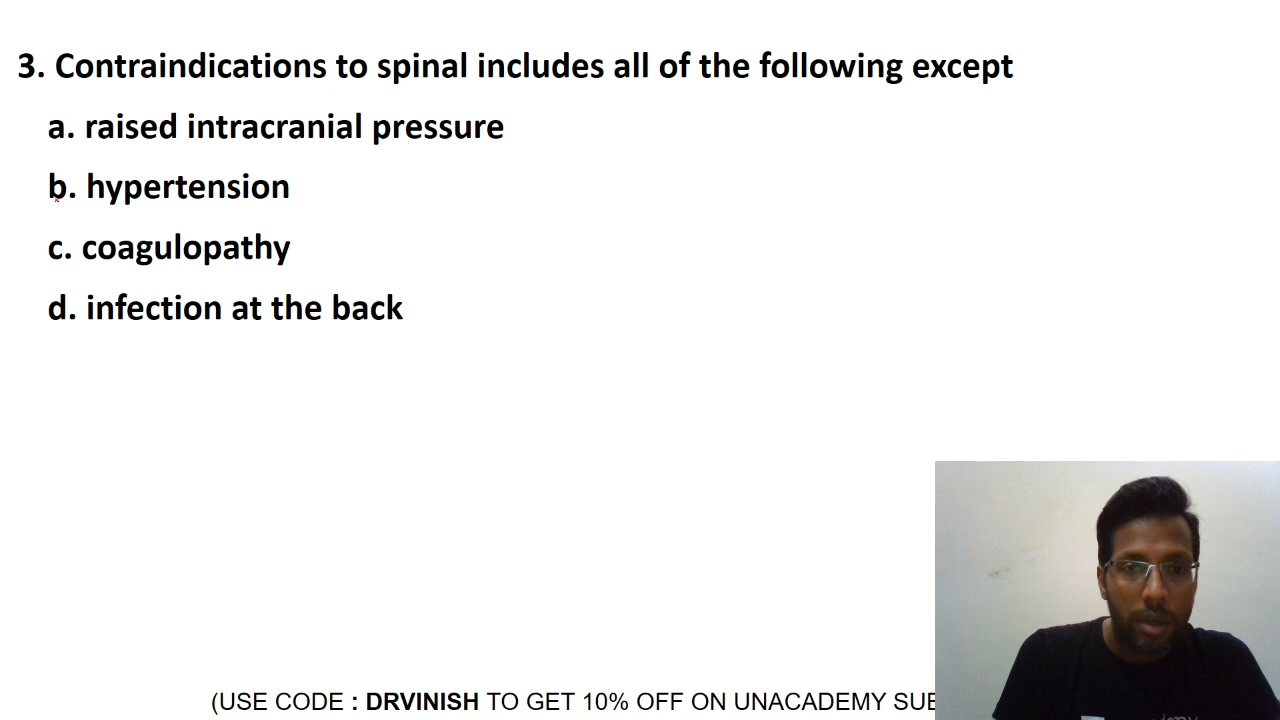 3. Contraindications to spinal includes all of the following except
a. raised intracranial pressure
b. hypertension
c. coagulopathy
d. infection at the back
(USE CODE : DRVINISH TO GET 10% OFF ON UNACADEMY